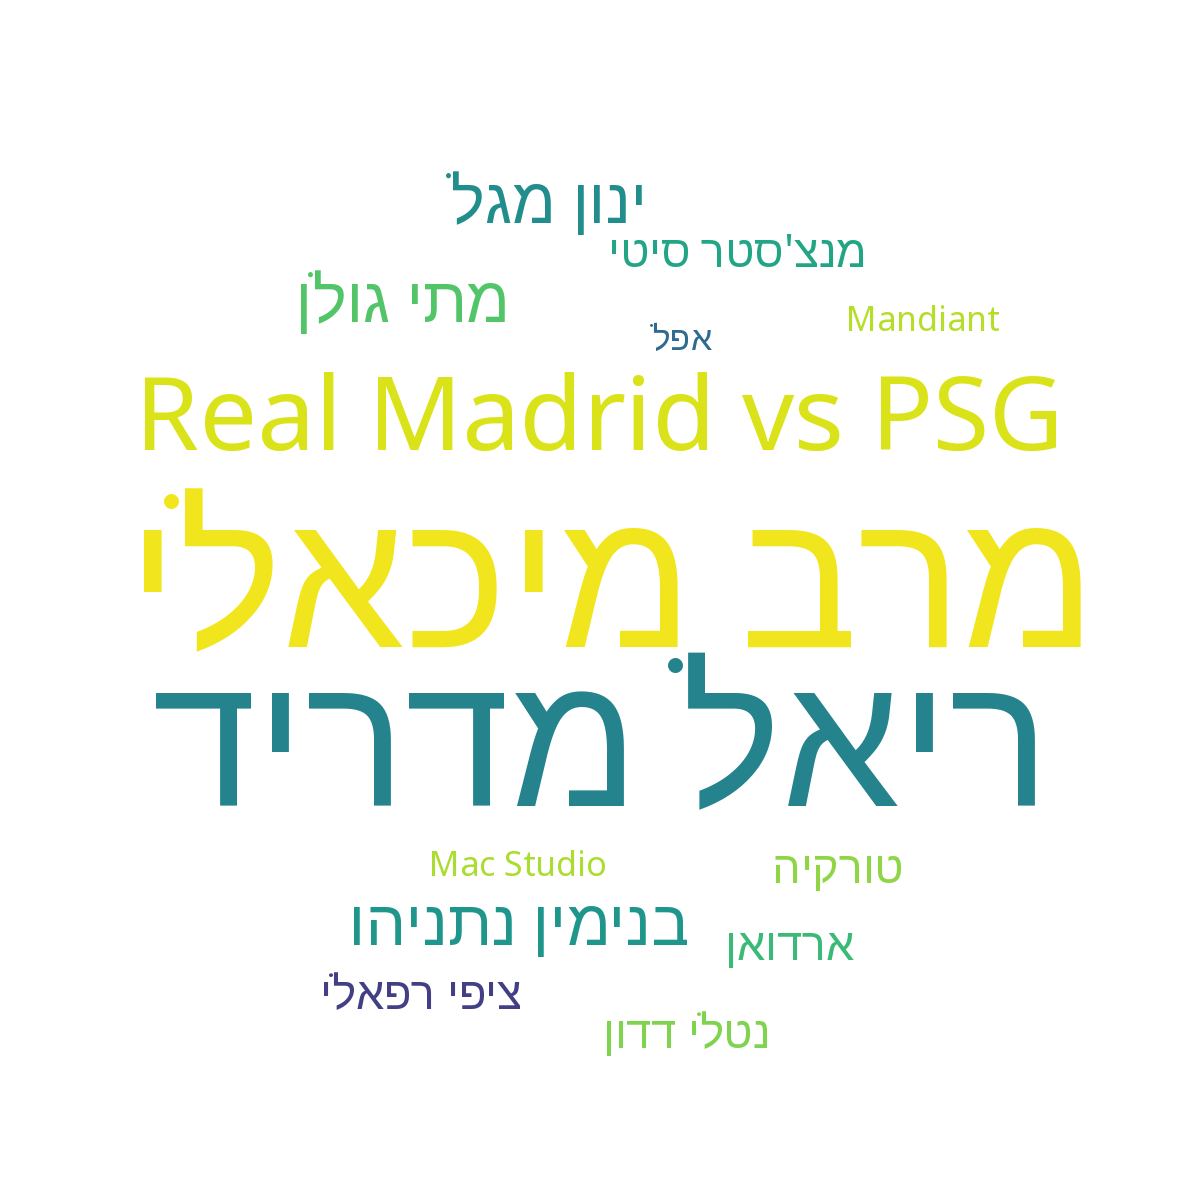 ינון מגל
מנצ'סטר סיטי
מתי גולן
Mandiant
אפל
Real Madrid vs PSG
מרב מיכאלי
ריאל מדריד
Mac Studio
טורקיה
בנימין נתניהו
ארדואן
ציפי רפאלי
נטלי דדון